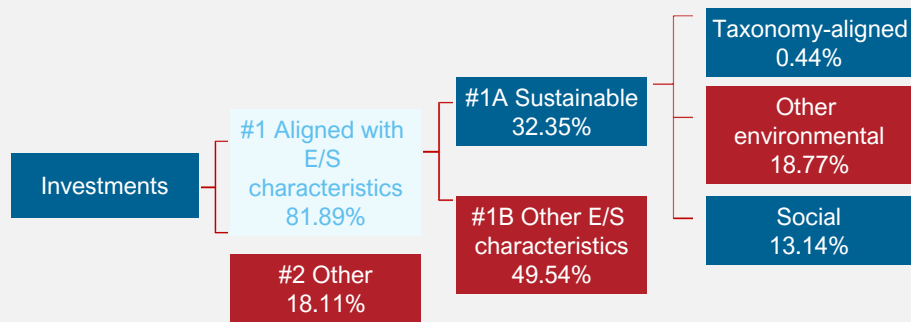 Investments
#1 Aligned with
E/S
characteristics
81.89%
#2 Other
18.11%
#1A Sustainable
32.35%
#1B Other E/S
characteristics
49.54%
Taxonomy-aligned
0.44%
Other
environmental
18.77%
Social
13.14%